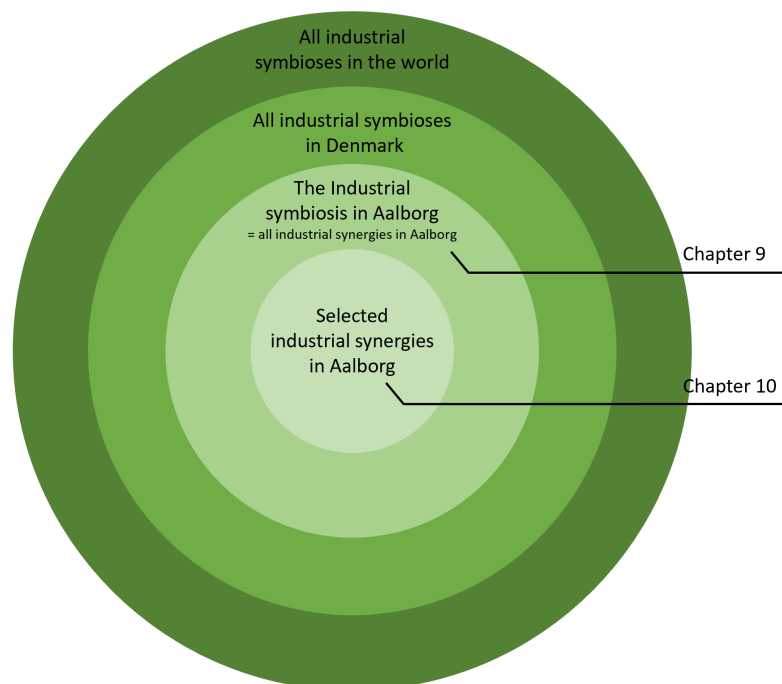 All industrial
symbioses in the world
All industrial symbioses
in Denmark
The Industrial
symbiosis in Aalborg
= all industrial synergies in Aalborg
Chapter 9
Selected
industrial synergies
in Aalborg
Chapter 10